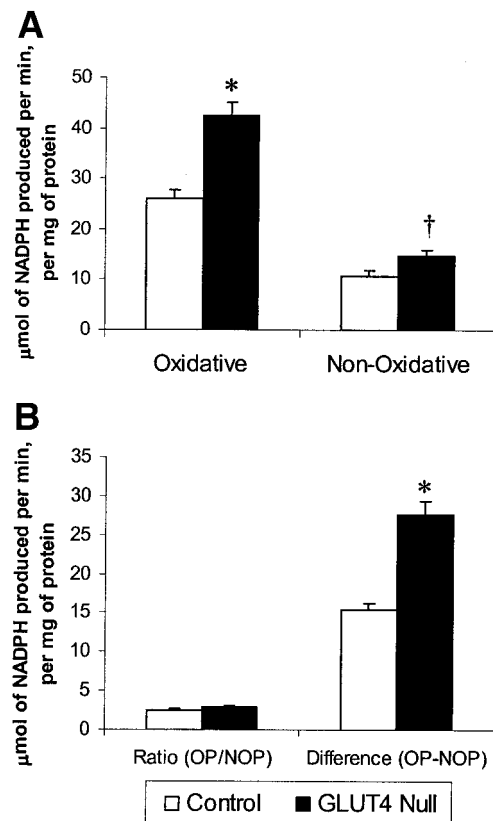 A
µmol of NADPH produced per min,
per mg of protein
50
40
30
20
10
0
*
†
Oxidative
Non-Oxidative
B
µmol of NADPH produced per min,
per mg of protein
35
30
25
20
15
10
5
0
*
Ratio (OP/NOP)
Difference (OP-NOP)
Control
GLUT4 Null